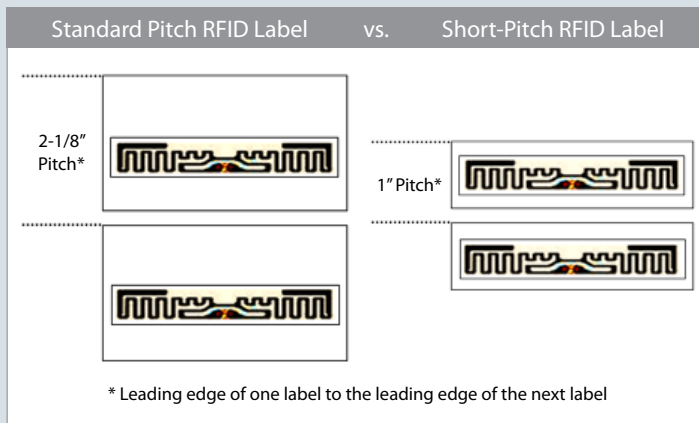 Standard Pitch RFID Label vs. Short-Pitch RFID Label
2-1/8”
Pitch*
1” Pitch*
* Leading edge of one label to the leading edge of the next label